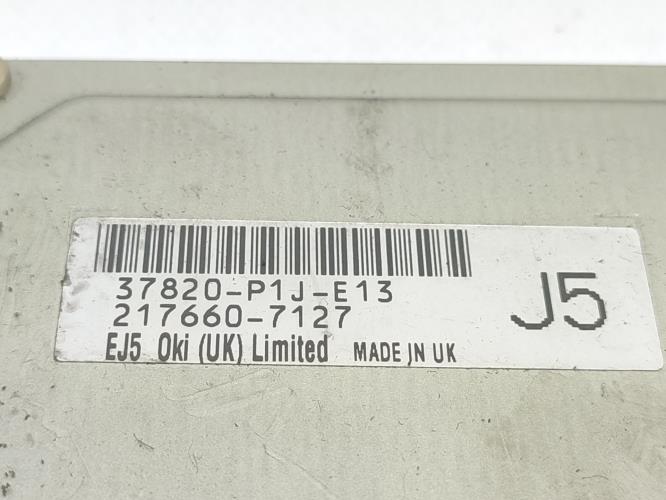 37820-P1J-E13
217660-7127
J5
EJ5 Oki (UK) Limited MADE IN UK